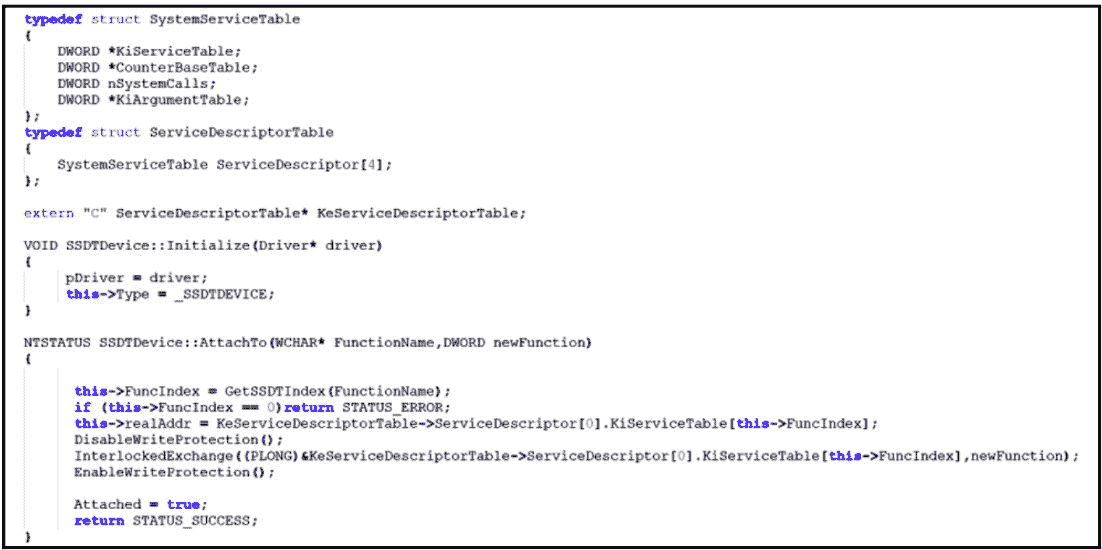 typedef struct SystemServiceTable
{
DWORD *KiServiceTable;
DWORD *CounterBaseTable;
DWORD nSystemCalls;
DWORD *KiArgumentTable;
};
typedef struct ServiceDescriptorTable
{
SystemServiceTable ServiceDescriptor[4];
};
extern "C" ServiceDescriptorTable* KeServiceDescriptorTable;
VOID SSDTDevice::Initialize(Driver* driver)
{
pDriver = driver;
this->Type = _SSDTDEVICE;
}
NTSTATUS SSDTDevice::AttachTo(WCHAR* FunctionName,DWORD newFunction)
{
this->FuncIndex = GetSSDTIndex(FunctionName);
if (this->FuncIndex == 0)return STATUS_ERROR;
this->realAddr = KeServiceDescriptorTable->ServiceDescriptor[0].KiServiceTable[this->FuncIndex];
DisableWriteProtection();
InterlockedExchange((PLONG)&KeServiceDescriptorTable->ServiceDescriptor[0].KiServiceTable[this->FuncIndex],newFunction);
EnableWriteProtection();
Attached = true;
return STATUS_SUCCESS;
}